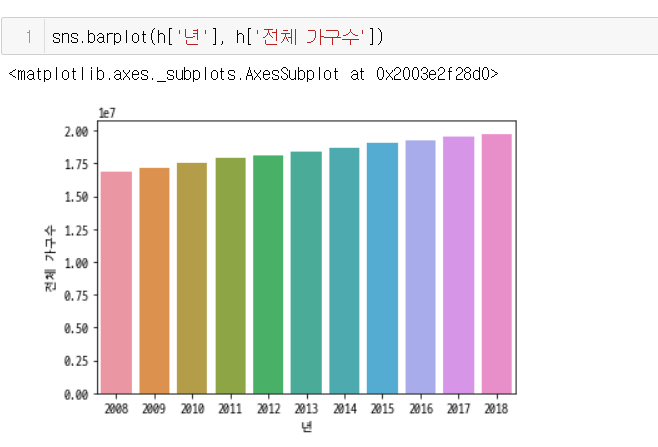 1 sns.barplot(h['년'], h['전체 가구수'])
<matplotlib.axes._subplots.AxesSubplot at 0x2003e2f28d0>
1e7
2.00
1.75
1.50
1.25
1.00
0.75
0.50
0.25
0.00
전체 가구수
2008 2009 2010 2011 2012 2013 2014 2015 2016 2017 2018
년